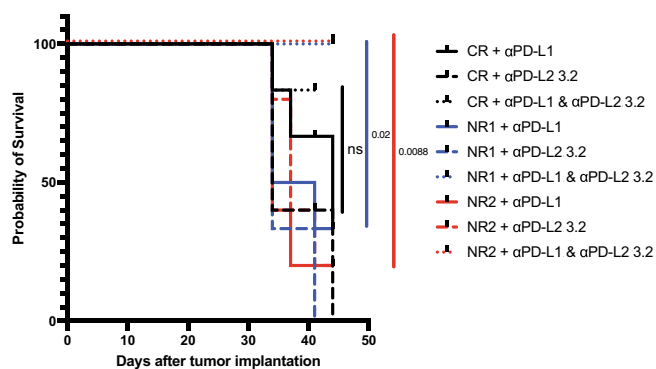 Probability of Survival
100
50
0
0 10 20 30 40 50
Days after tumor implantation
ns
0.02
0.0088
CR + αPD-L1
CR + αPD-L2 3.2
CR + αPD-L1 & αPD-L2 3.2
NR1 + αPD-L1
NR1 + αPD-L2 3.2
NR1 + αPD-L1 & αPD-L2 3.2
NR2 + αPD-L1
NR2 + αPD-L2 3.2
NR2 + αPD-L1 & αPD-L2 3.2